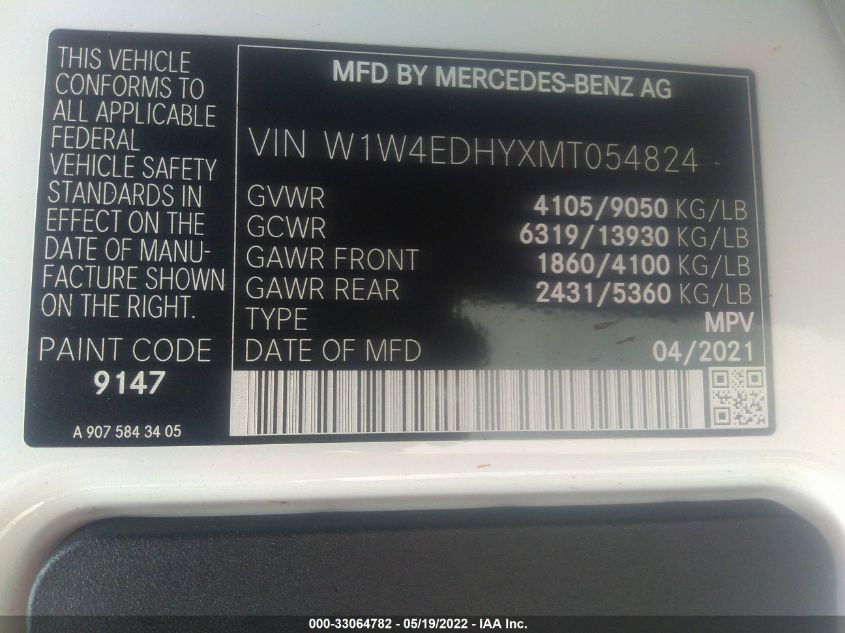 THIS VEHICLE
CONFORMS TO
ALL APPLICABLE
FEDERAL
VEHICLE SAFETY
STANDARDS IN
EFFECT ON THE
DATE OF MANU-
FACTURE SHOWN
ON THE RIGHT.
PAINT CODE
9147
A 907 584 34 05
MFD BY MERCEDES-BENZ AG
VIN W1W4EDHYXMT054824
GVWR 4105/9050 KG/LB
GCWR 6319/13930 KG/LB
GAWR FRONT 1860/4100 KG/LB
GAWR REAR 2431/5360 KG/LB
TYPE MPV
DATE OF MFD 04/2021
000-33064782 - 05/19/2022 - IAA Inc.